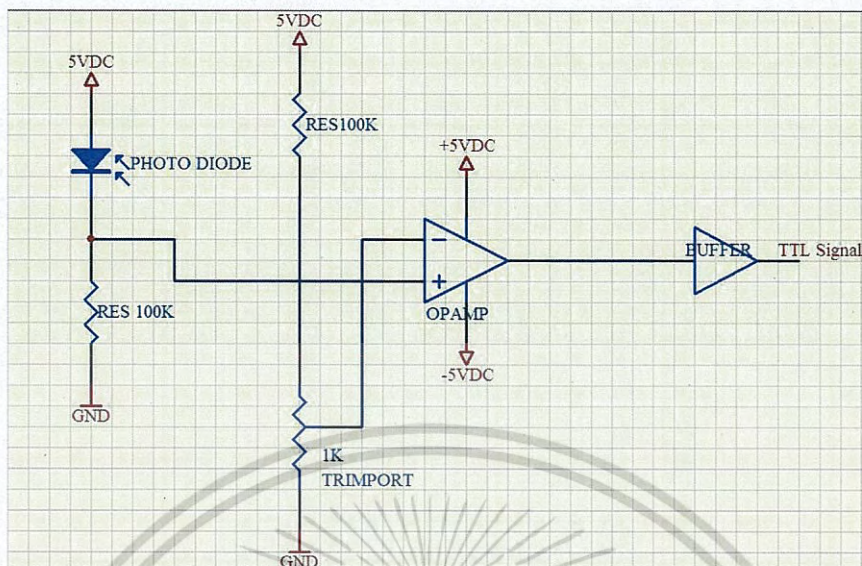 5VDC
5VDC
PHOTO DIODE
RES100K
+5VDC
BUFFER
TTL Signal
RES 100K
OPAMP
-5VDC
GND
1K
TRIMPORT
GND